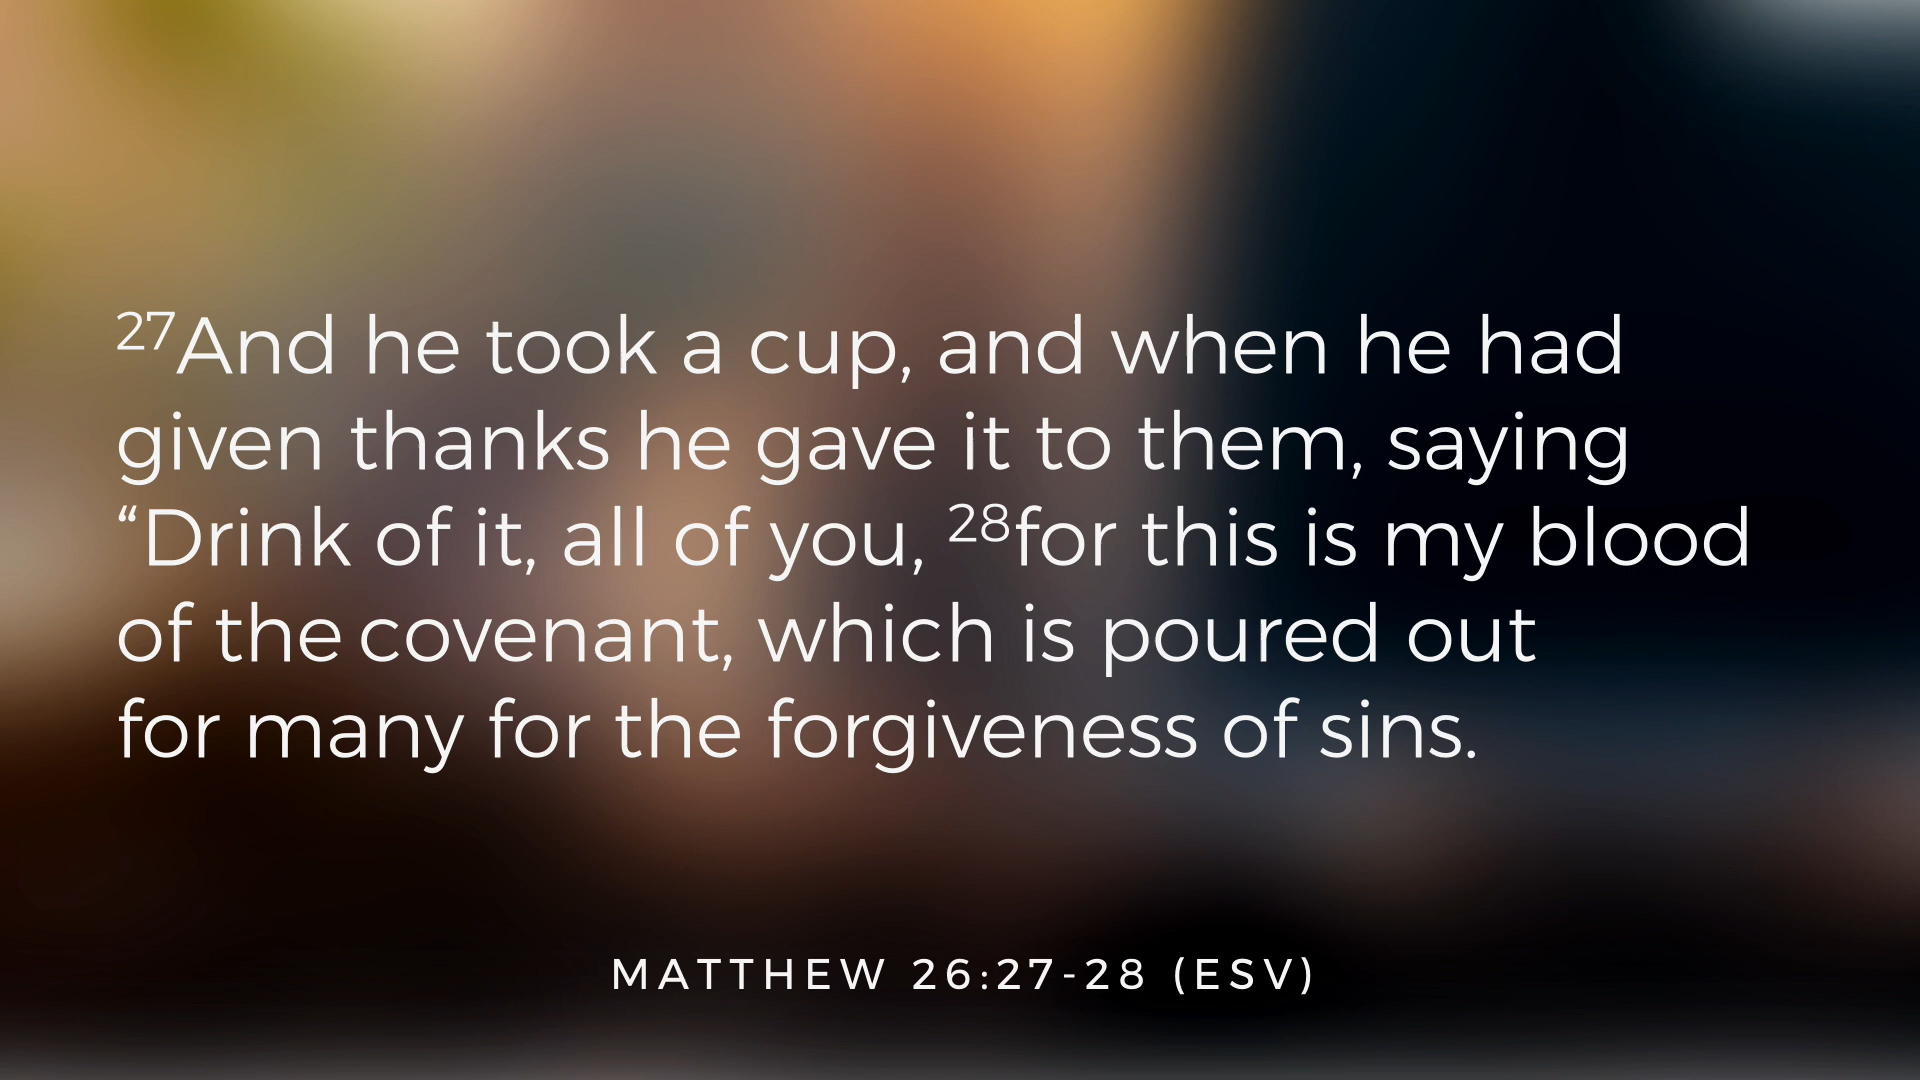 27And he took a cup, and when he had
given thanks he gave it to them, saying
“Drink of it, all of you, 28for this is my blood
of the covenant, which is poured out
for many for the forgiveness of sins.
MATTHEW 26:27-28 (ESV)